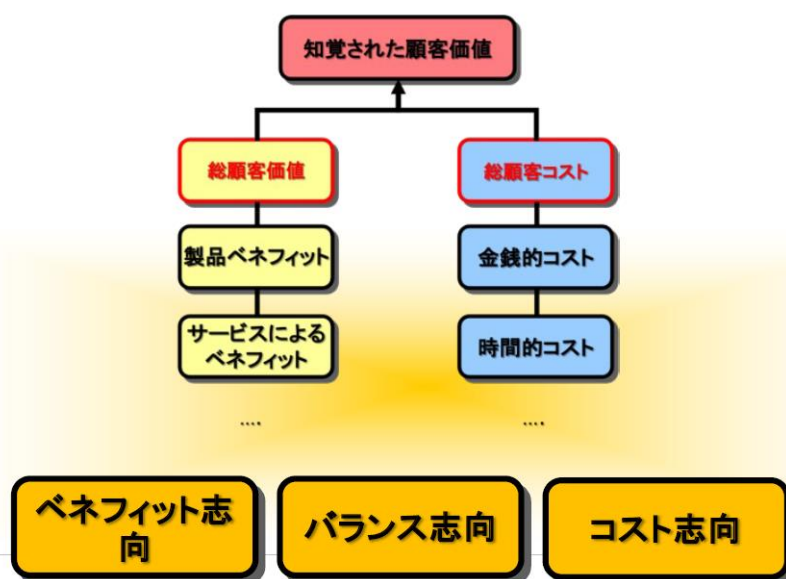 知覚された顧客価値
総顧客価値
総顧客コスト
製品ベネフィット
金銭的コスト
サービスによる
ベネフィット
時間的コスト
....
....
ベネフィット志
向
バランス志向
コスト志向